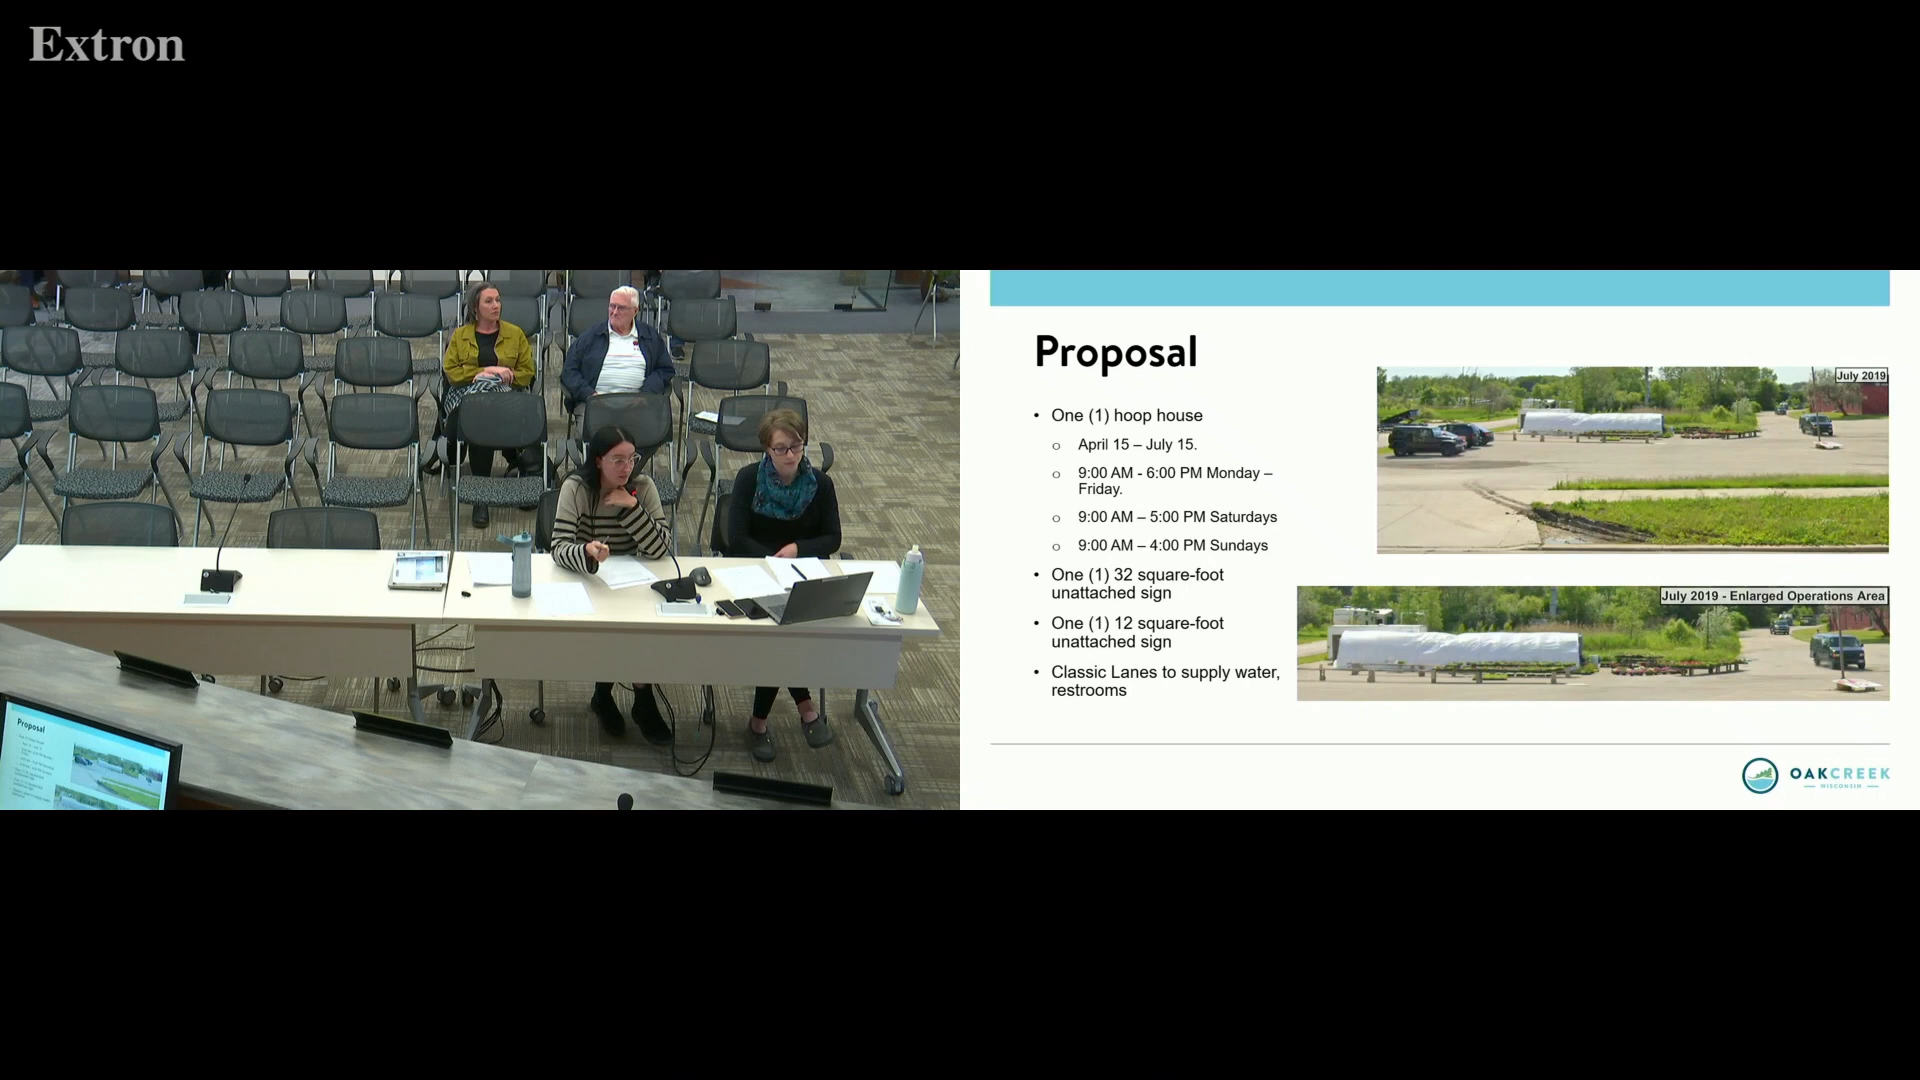 Extron
Proposal
• One (1) hoop house
o April 15 – July 15.
o 9:00 AM - 6:00 PM Monday –
Friday.
o 9:00 AM – 5:00 PM Saturdays
o 9:00 AM – 4:00 PM Sundays
• One (1) 32 square-foot
unattached sign
• One (1) 12 square-foot
unattached sign
• Classic Lanes to supply water,
restrooms
July 2019
July 2019 - Enlarged Operations Area
OAKCREEK
WISCONSIN
Proposal